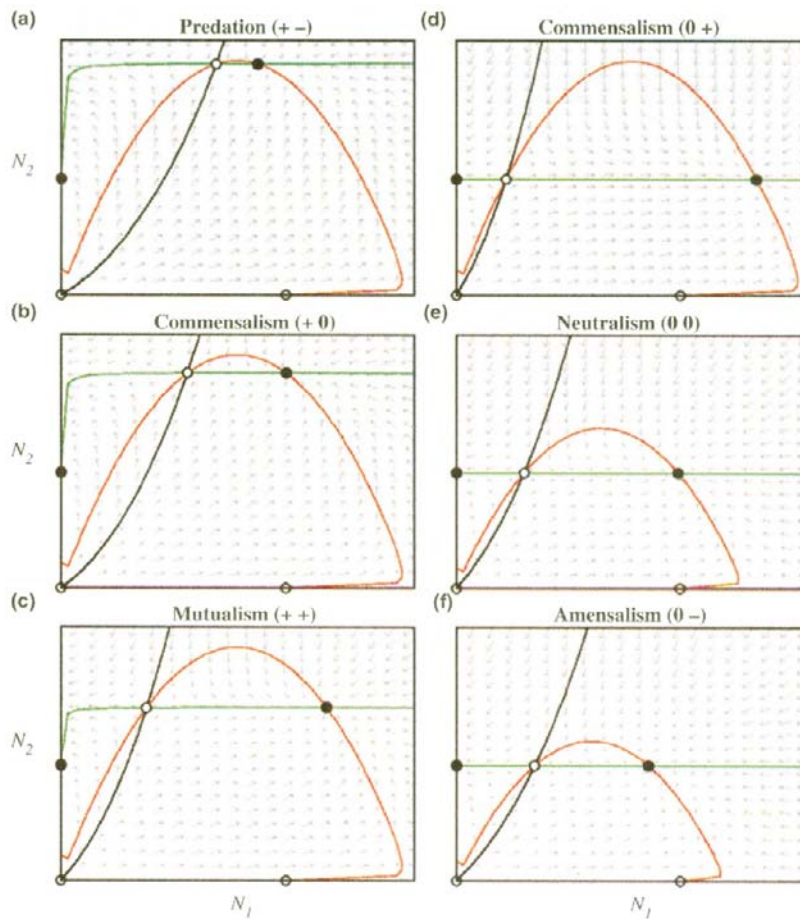 (a)
Predation (+ −)
N2
(b)
Commensalism (+ 0)
N2
(c)
Mutualism (+ +)
N2
N1
(d)
Commensalism (0 +)
(e)
Neutralism (0 0)
(f)
Amensalism (0 −)
N1